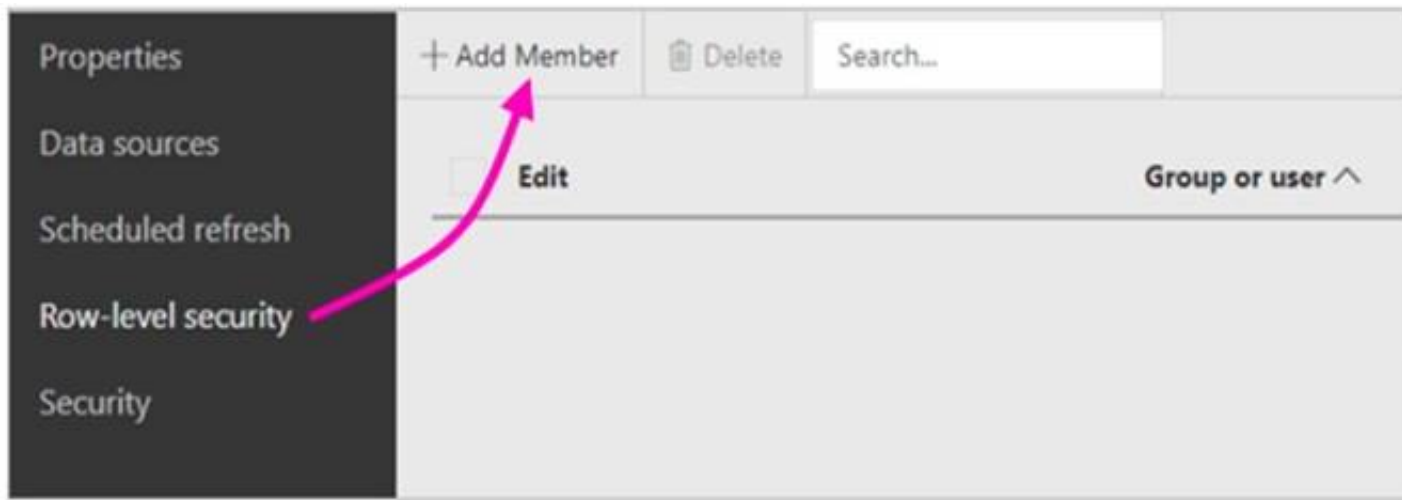 Properties
Data sources
Scheduled refresh
Row-level security
Security
+ Add Member Delete Search...
Edit Group or user